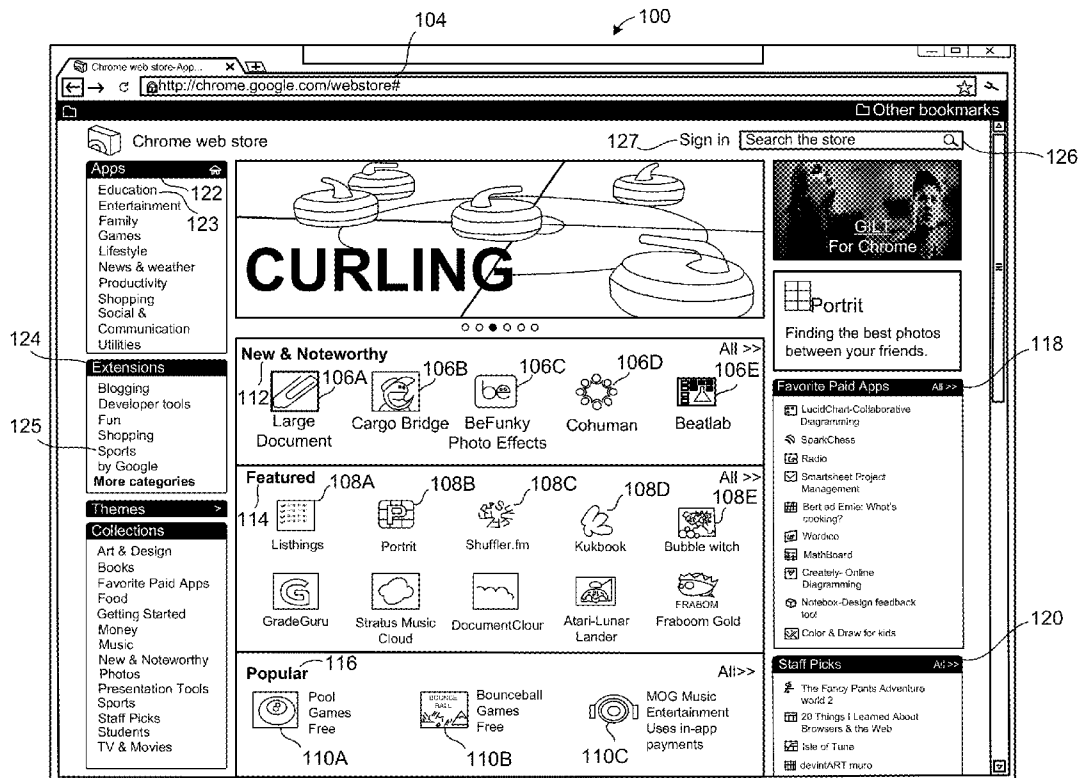 100
104
Chrome web store-App...
http://chrome.google.com/webstore#
Other bookmarks
Chrome web store
127
Sign in
Search the store
126
Apps
122
Education
123
Entertainment
Family
Games
Lifestyle
News & weather
Productivity
Shopping
Social &
Communication
Utilities
124
Extensions
Blogging
Developer tools
Fun
Shopping
125
Sports
by Google
More categories
Themes >
Collections
Art & Design
Books
Favorite Paid Apps
Food
Getting Started
Money
Music
New & Noteworthy
Photos
Presentation Tools
Sports
Staff Picks
Students
TV & Movies
CURLING
New & Noteworthy
All >>
112
106A
106B
106C
106D
106E
Large
Document
Cargo Bridge
BeFunky
Photo Effects
Cohuman
Beatlab
Featured
All >>
114
108A
108B
108C
108D
108E
Listhings
Portrit
Shuffler.fm
Kukbook
Bubble witch
GradeGuru
Stratus Music
Cloud
DocumentClour
Atari-Lunar
Lander
FRABOM
Fraboom Gold
Popular
116
All>>
8
Pool
Games
Free
110A
BOUNCE
BALL
Bounceball
Games
Free
110B
MOG Music
Entertainment
Uses in-app
payments
110C
GILT
For Chrome
Portrit
Finding the best photos
between your friends.
118
Favorite Paid Apps
All >>
LucidChart-Collaborative
Diagramming
SparkChess
Radio
Smartsheet Project
Management
Bert ad Ernie: What's
cooking?
Wordico
MathBoard
Creately- Online
Diagramming
Notebox-Design feedback
tool
Color & Draw for kids
120
Staff Picks
All >>
The Fancy Pants Adventure
world 2
20 Things I Learned About
Browsers & the Web
Isle of Tune
devintART muro